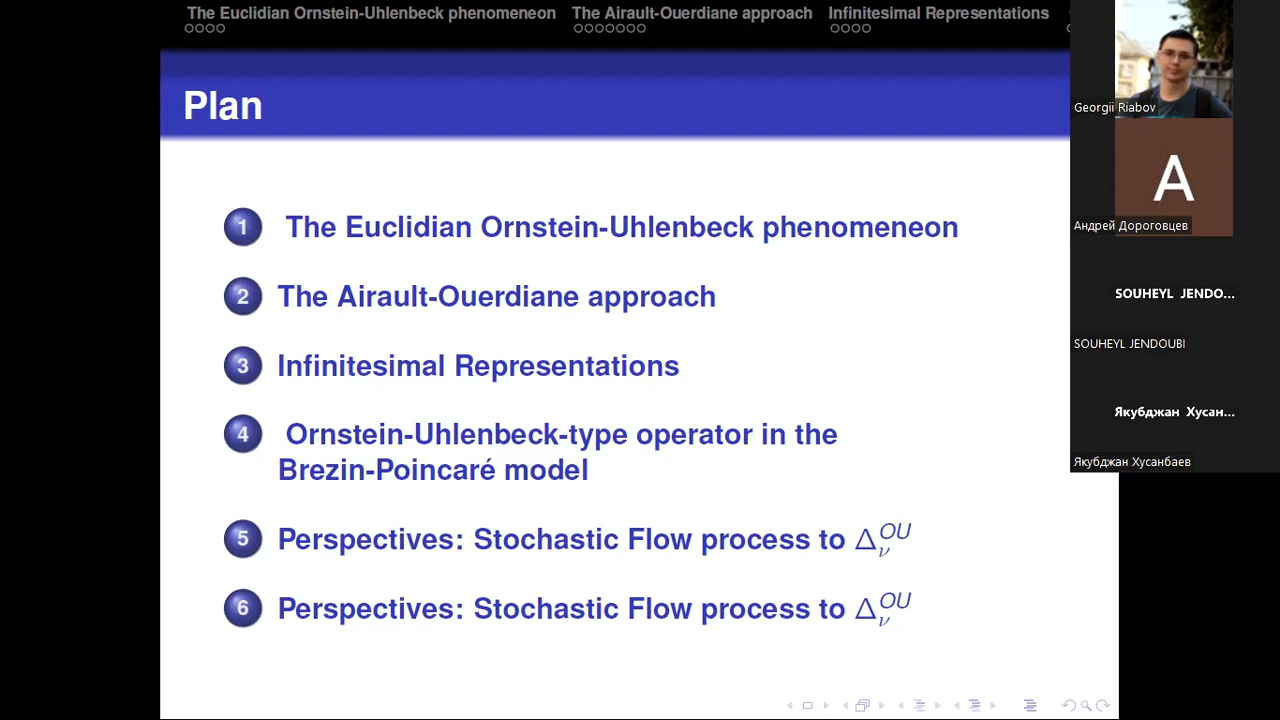 The Euclidian Ornstein-Uhlenbeck phenomeneon The Airault-Ouerdiane approach Infinitesimal Representations
Plan
1 The Euclidian Ornstein-Uhlenbeck phenomeneon
2 The Airault-Ouerdiane approach
3 Infinitesimal Representations
4 Ornstein-Uhlenbeck-type operator in the
Brezin-Poincaré model
5 Perspectives: Stochastic Flow process to Δ_ν^OU
6 Perspectives: Stochastic Flow process to Δ_ν^OU
Georgii Riabov
A
Андрей Дороговцев
SOUHEYL JENDO...
SOUHEYL JENDOUBI
Якубджан Хусан...
Якубджан Хусанбаев